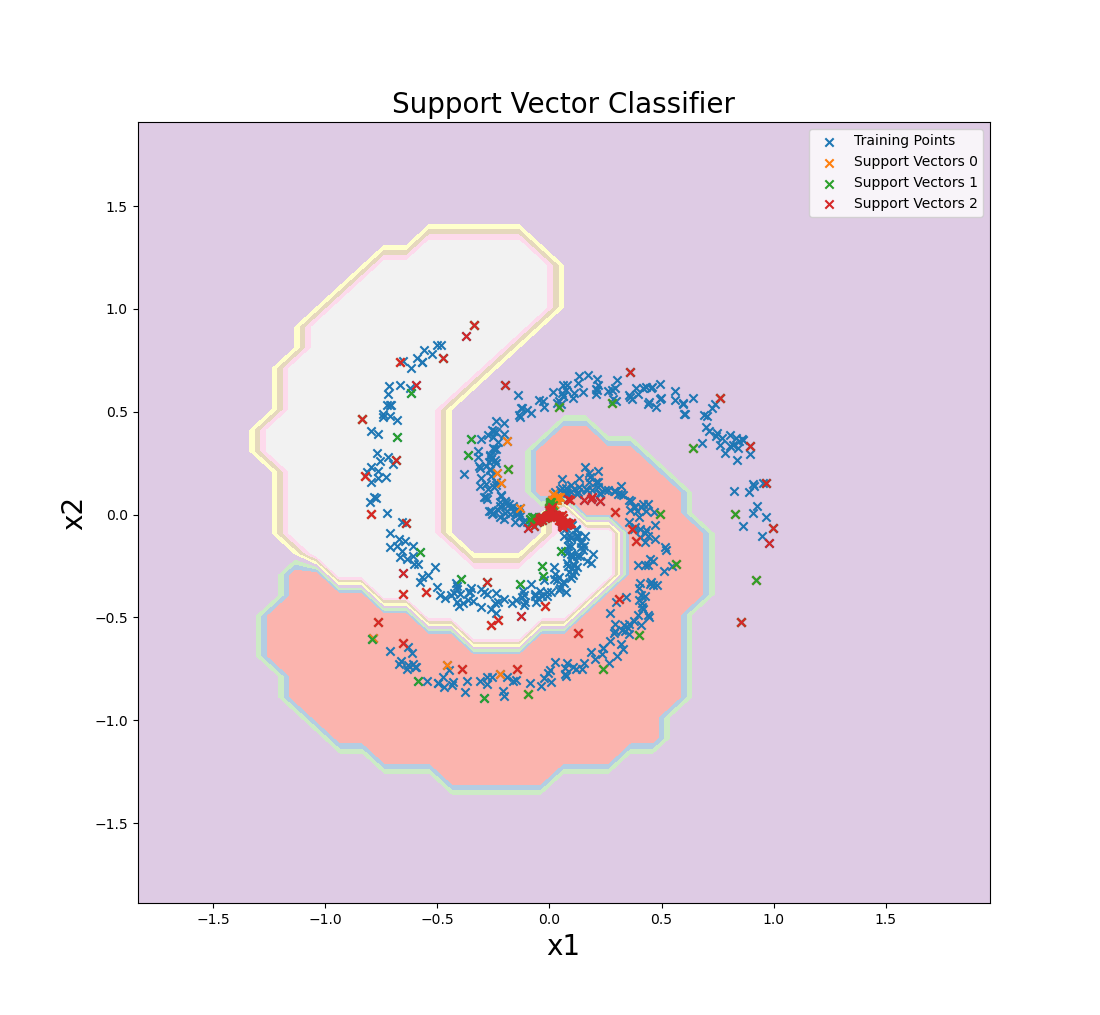 Support Vector Classifier
Training Points
Support Vectors 0
Support Vectors 1
Support Vectors 2
1.5
1.0
0.5
0.0
−0.5
−1.0
−1.5
x2
−1.5 −1.0 −0.5 0.0 0.5 1.0 1.5
x1